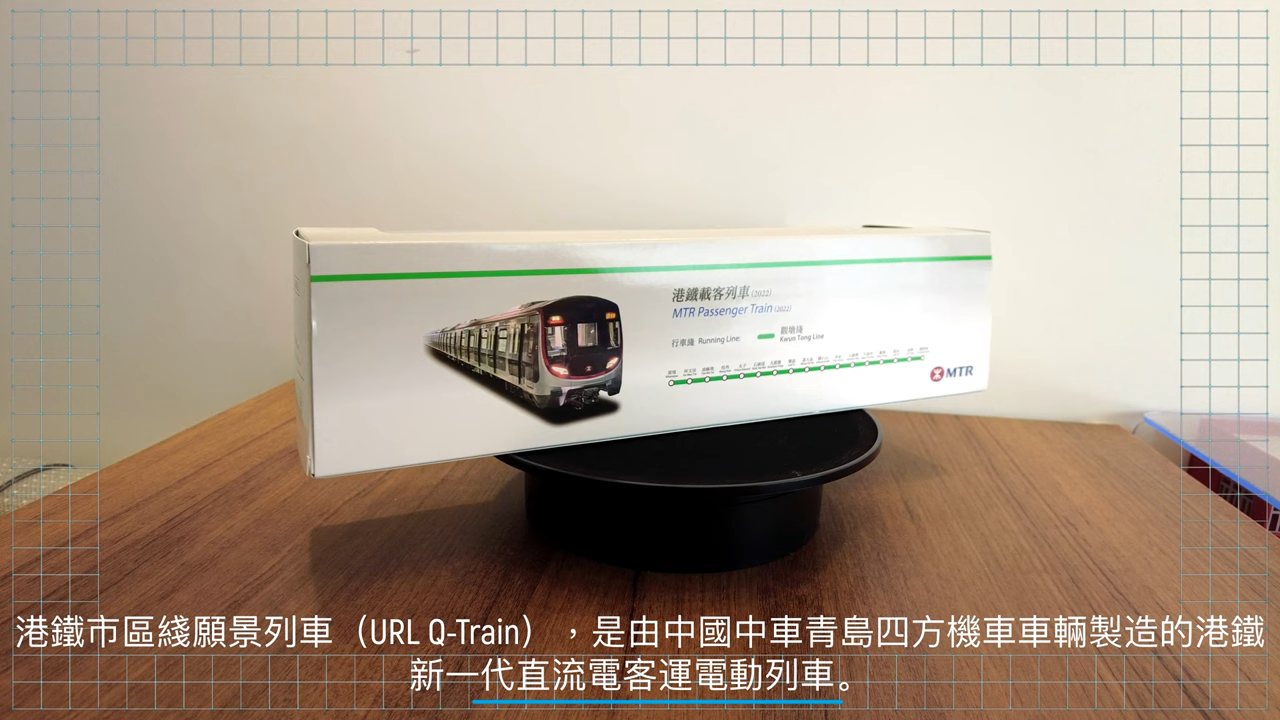 港鐵載客列車 (2022)
MTR Passenger Train (2022)
行車綫 Running Line:
觀塘綫
Kwun Tong Line
MTR
港鐵市區綫願景列車（URL Q-Train），是由中國中車青島四方機車車輛製造的港鐵
新一代直流電客運電動列車。